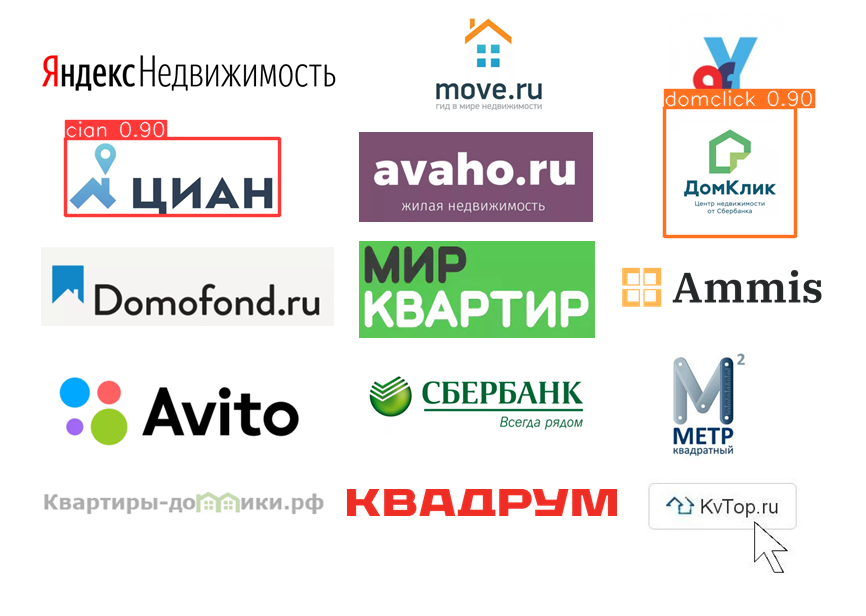 ЯндексНедвижимость
move.ru
гид в мире недвижимости
domclick 0.90
cian 0.90
ЦИАН
avaho.ru
жилая недвижимость
ДомКлик
Центр недвижимости
от Сбербанка
Domofond.ru
МИР
КВАРТИР
Ammis
Avito
СБЕРБАНК
Всегда рядом
М2
МЕТР
квадратный
Квартиры-домики.рф
КВАДРУМ
KvTop.ru